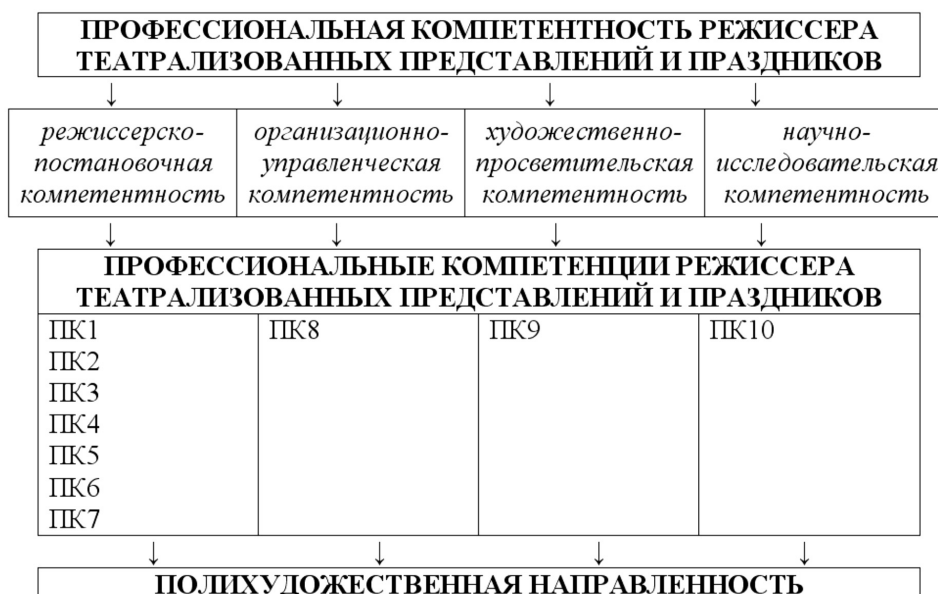 ПРОФЕССИОНАЛЬНАЯ КОМПЕТЕНТНОСТЬ РЕЖИССЕРА
ТЕАТРАЛИЗОВАННЫХ ПРЕДСТАВЛЕНИЙ И ПРАЗДНИКОВ
режиссерско-
постановочная
компетентность
организационно-
управленческая
компетентность
художественно-
просветительская
компетентность
научно-
исследовательская
компетентность
ПРОФЕССИОНАЛЬНЫЕ КОМПЕТЕНЦИИ РЕЖИССЕРА
ТЕАТРАЛИЗОВАННЫХ ПРЕДСТАВЛЕНИЙ И ПРАЗДНИКОВ
ПК1
ПК2
ПК3
ПК4
ПК5
ПК6
ПК7
ПК8
ПК9
ПК10
ПОЛИХУДОЖЕСТВЕННАЯ НАПРАВЛЕННОСТЬ